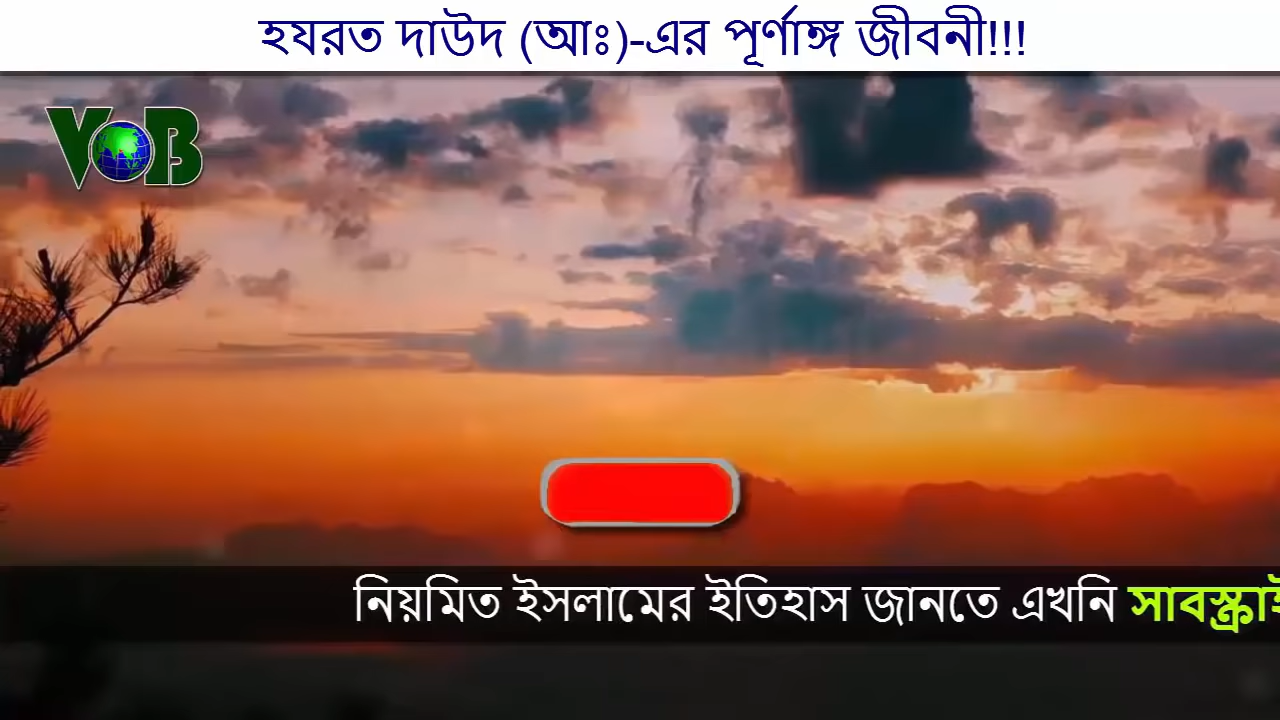 হযরত দাউদ (আঃ)-এর পূর্ণাঙ্গ জীবনী!!!
VOB
নিয়মিত ইসলামের ইতিহাস জানতে এখনি